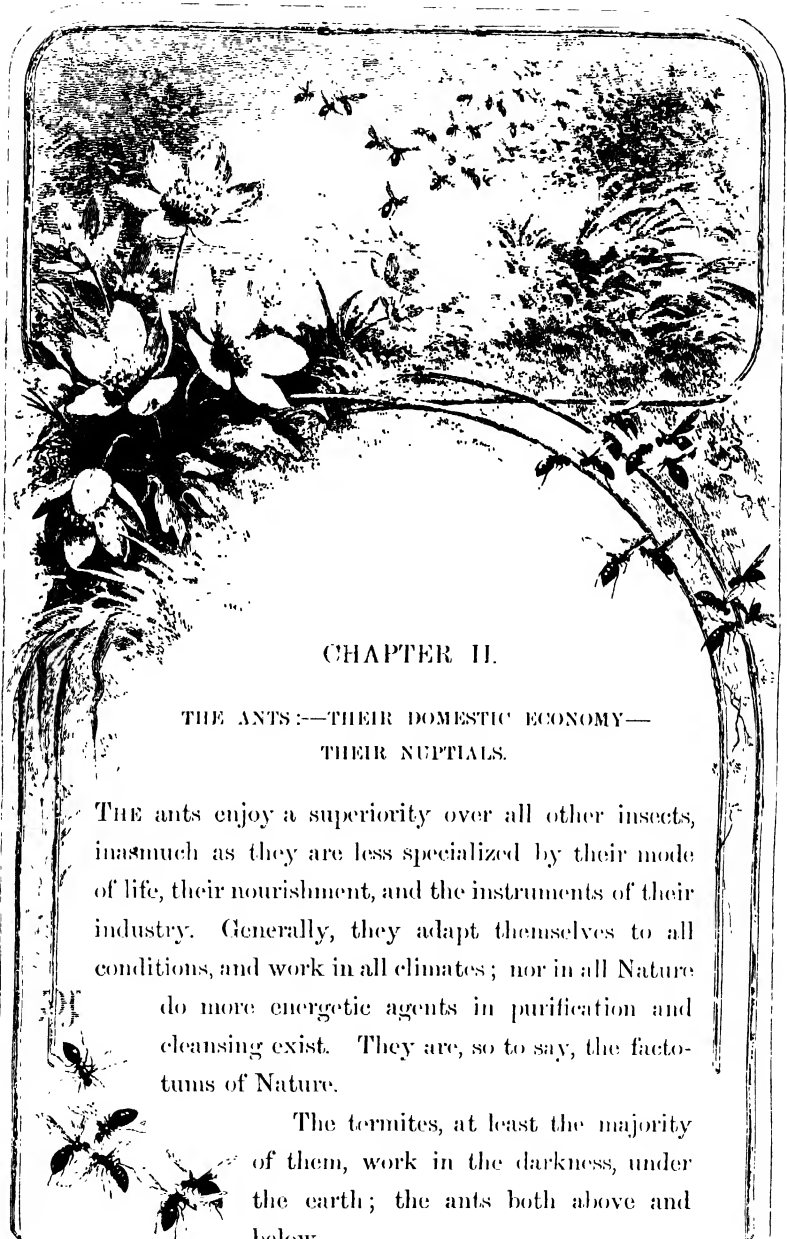 CHAPTER II.
THE ANTS:—THEIR DOMESTIC ECONOMY—
THEIR NUPTIALS.
THE ants enjoy a superiority over all other insects,
inasmuch as they are less specialized by their mode
of life, their nourishment, and the instruments of their
industry. Generally, they adapt themselves to all
conditions, and work in all climates; nor in all Nature
do more energetic agents in purification and
cleansing exist. They are, so to say, the facto-
tums of Nature.
The termites, at least the majority
of them, work in the darkness, under
the earth; the ants both above and
below.